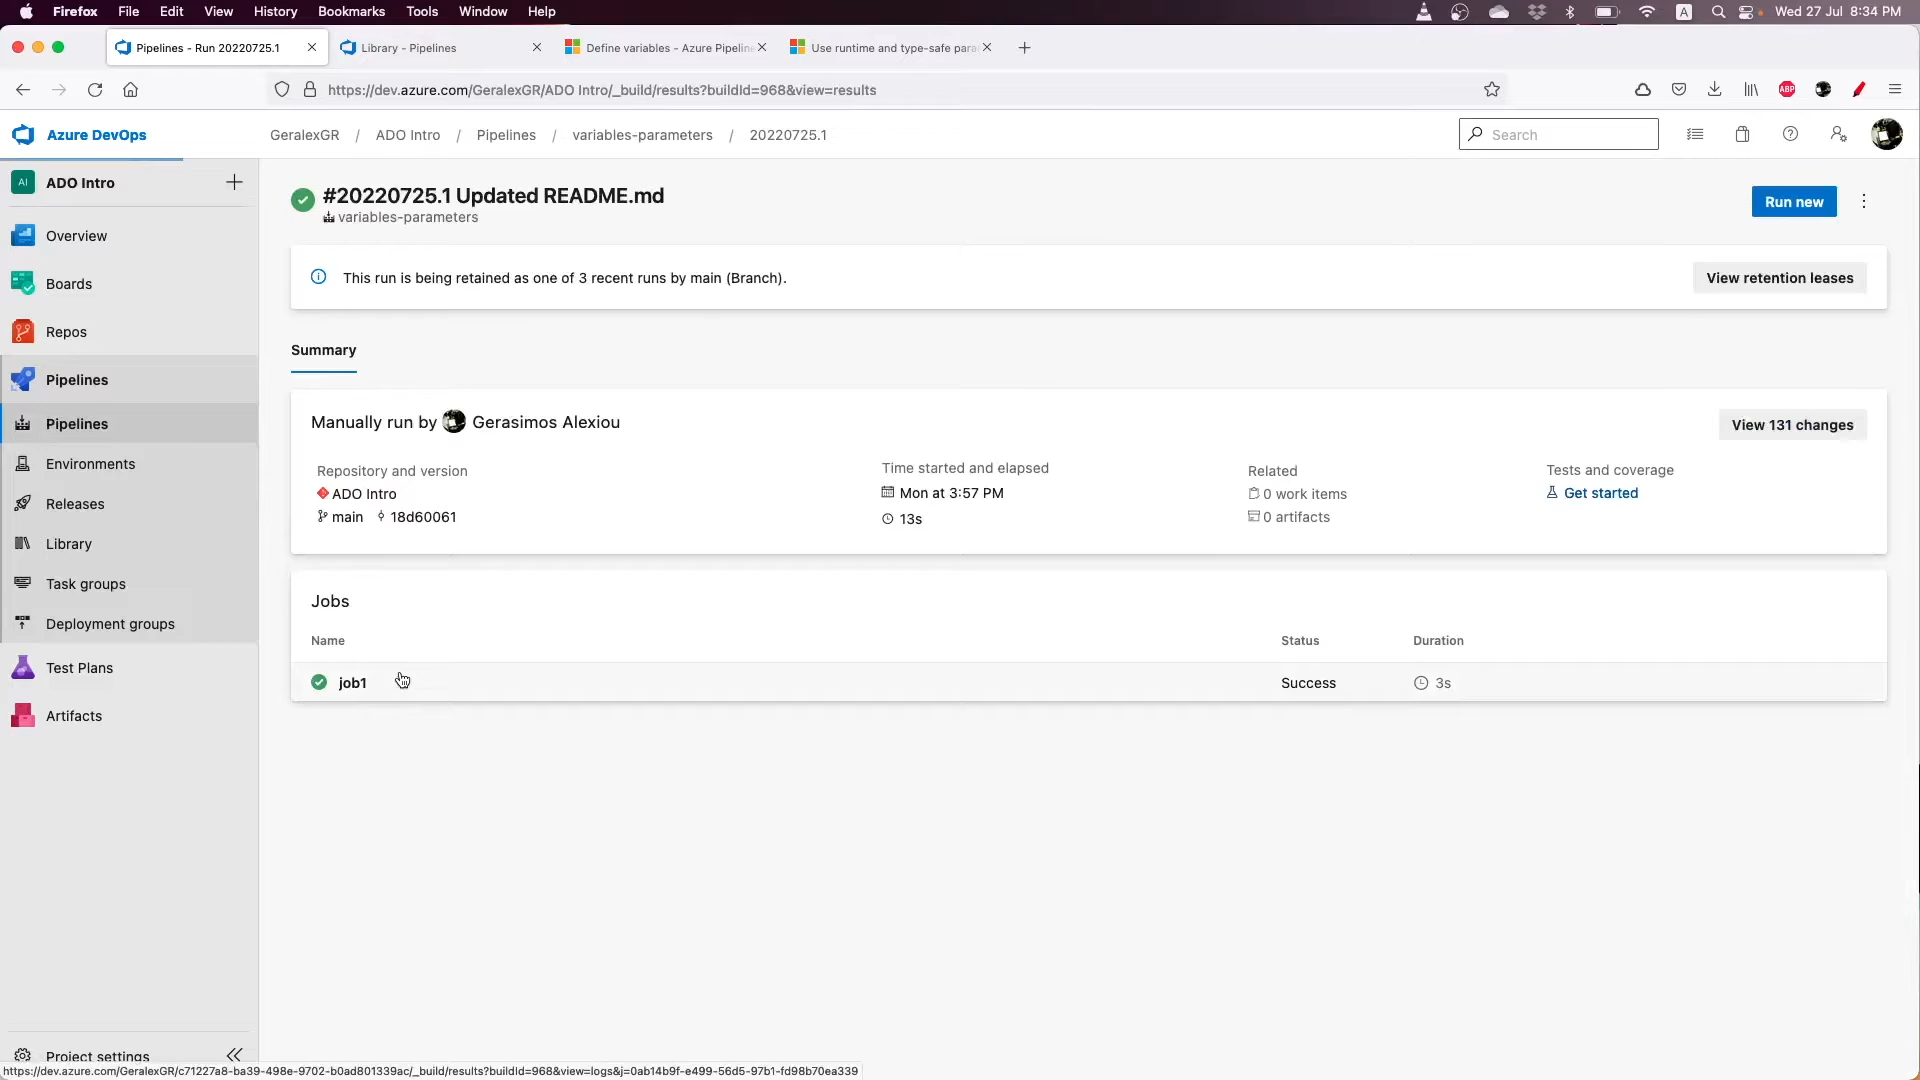 Firefox File Edit View History Bookmarks Tools Window Help A Wed 27 Jul 8:34 PM
Pipelines - Run 20220725.1 Library - Pipelines Define variables - Azure Pipeline Use runtime and type-safe para
https://dev.azure.com/GeralexGR/ADO Intro/_build/results?buildId=968&view=results ABP
Azure DevOps GeralexGR / ADO Intro / Pipelines / variables-parameters / 20220725.1 Search
AI ADO Intro
Overview
Boards
Repos
Pipelines
Pipelines
Environments
Releases
Library
Task groups
Deployment groups
Test Plans
Artifacts
Project settings
#20220725.1 Updated README.md
variables-parameters
Run new
This run is being retained as one of 3 recent runs by main (Branch).
View retention leases
Summary
Manually run by Gerasimos Alexiou
View 131 changes
Repository and version
ADO Intro
main 18d60061
Time started and elapsed
Mon at 3:57 PM
13s
Related
0 work items
0 artifacts
Tests and coverage
Get started
Jobs
Name Status Duration
job1 Success 3s
https://dev.azure.com/GeralexGR/c71227a8-ba39-498e-9702-b0ad801339ac/_build/results?buildId=968&view=logs&j=0ab14b9f-e499-56d5-97b1-fd98b70ea339